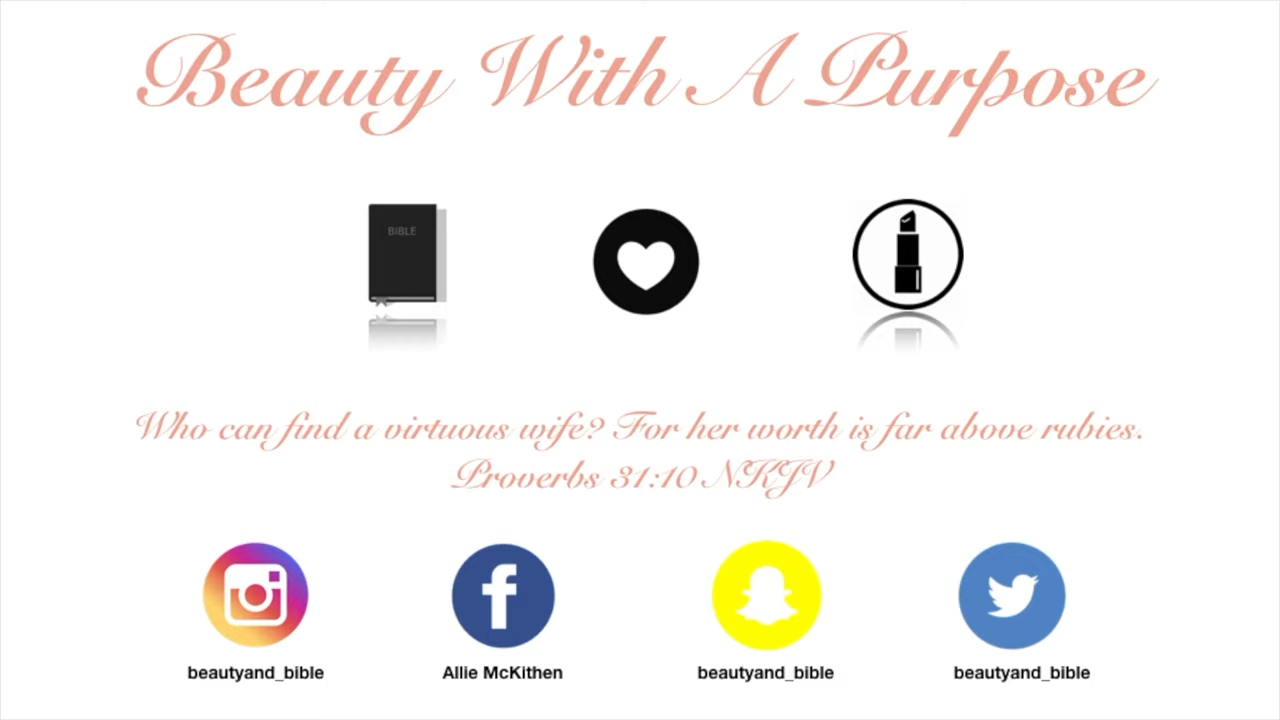 Beauty With A Purpose
BIBLE
Who can find a virtuous wife? For her worth is far above rubies.
Proverbs 31:10 NKJV
beautyand_bible
Allie McKithen
beautyand_bible
beautyand_bible